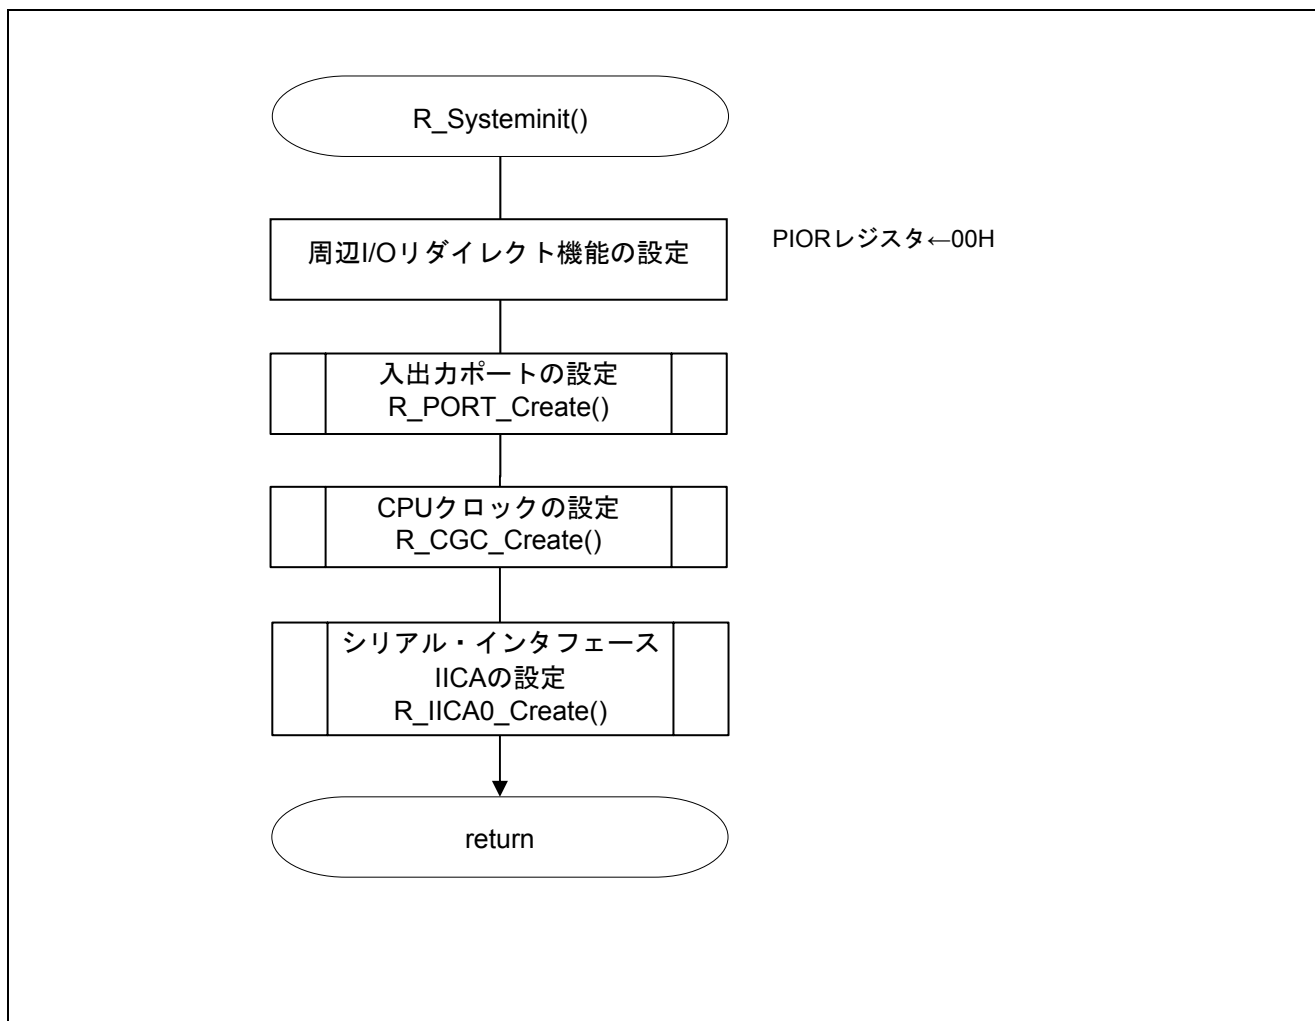 R_Systeminit()
周辺I/Oリダイレクト機能の設定
PIORレジスタ←00H
入出力ポートの設定
R_PORT_Create()
CPUクロックの設定
R_CGC_Create()
シリアル・インタフェース
IICAの設定
R_IICA0_Create()
return